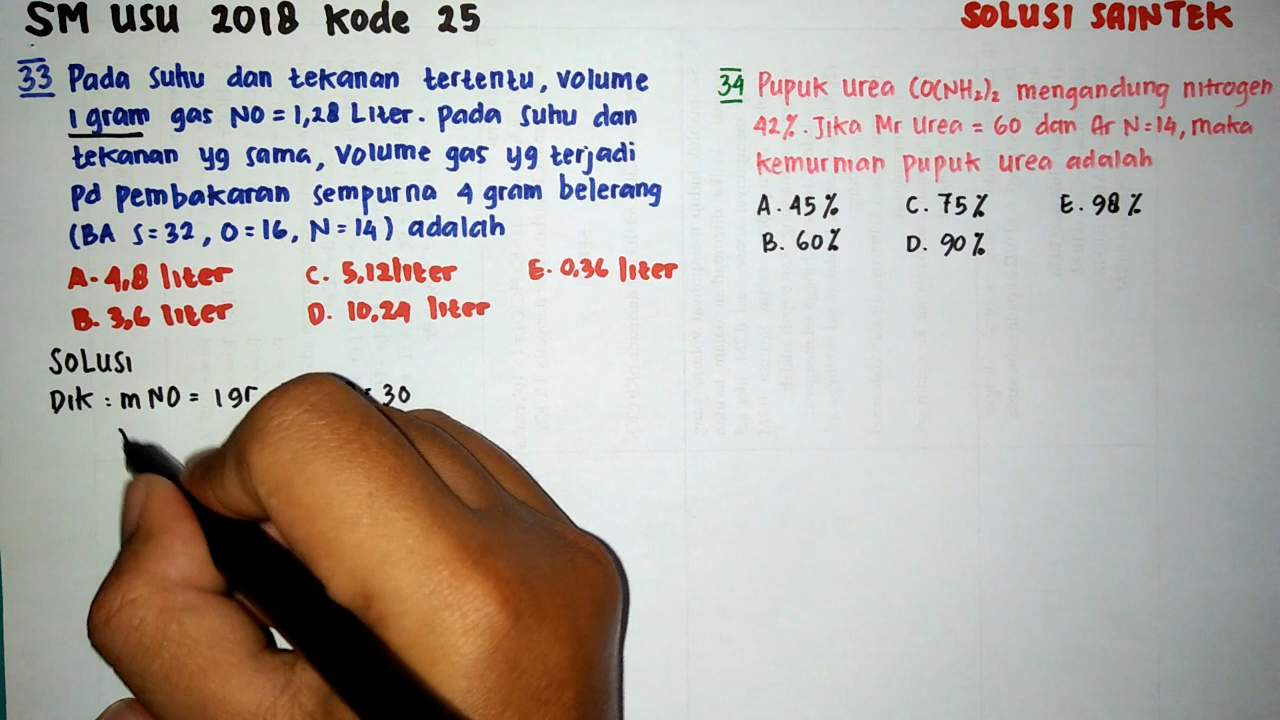 SM USU 2018 Kode 25
SOLUSI SAINTEK
33 Pada suhu dan tekanan tertentu, volume
1 gram gas NO = 1,28 Liter. Pada suhu dan
tekanan yg sama, volume gas yg terjadi
pd pembakaran sempurna 4 gram belerang
(BA S=32, O=16, N=14) adalah
A. 4,8 liter C. 5,12 liter E. 0,36 liter
B. 3,6 liter D. 10,24 liter
SOLUSI
Dik : m NO = 1 gr 30
34 Pupuk urea CO(NH₂)₂ mengandung nitrogen
42%. Jika Mr Urea = 60 dan Ar N=14, maka
kemurnian pupuk urea adalah
A. 45% C. 75% E. 98%
B. 60% D. 90%